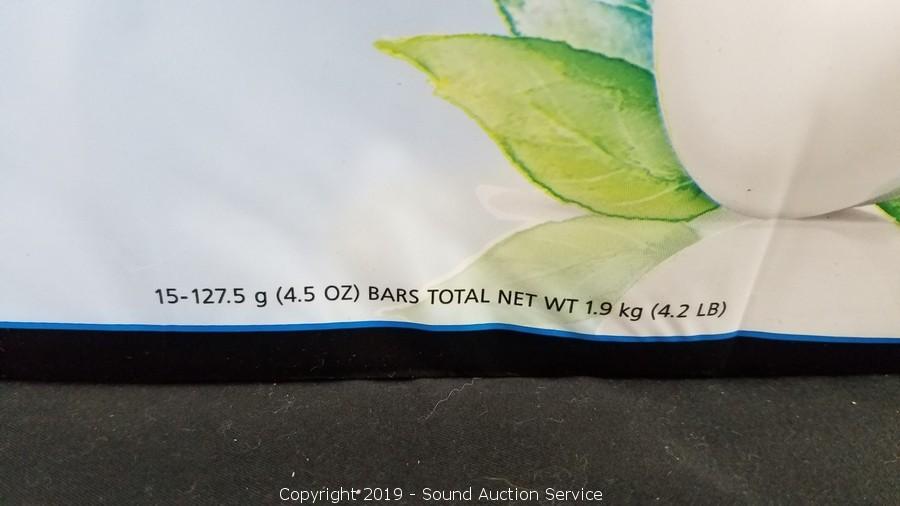 15-127.5 g (4.5 OZ) BARS TOTAL NET WT 1.9 kg (4.2 LB)
Copyright 2019 - Sound Auction Service